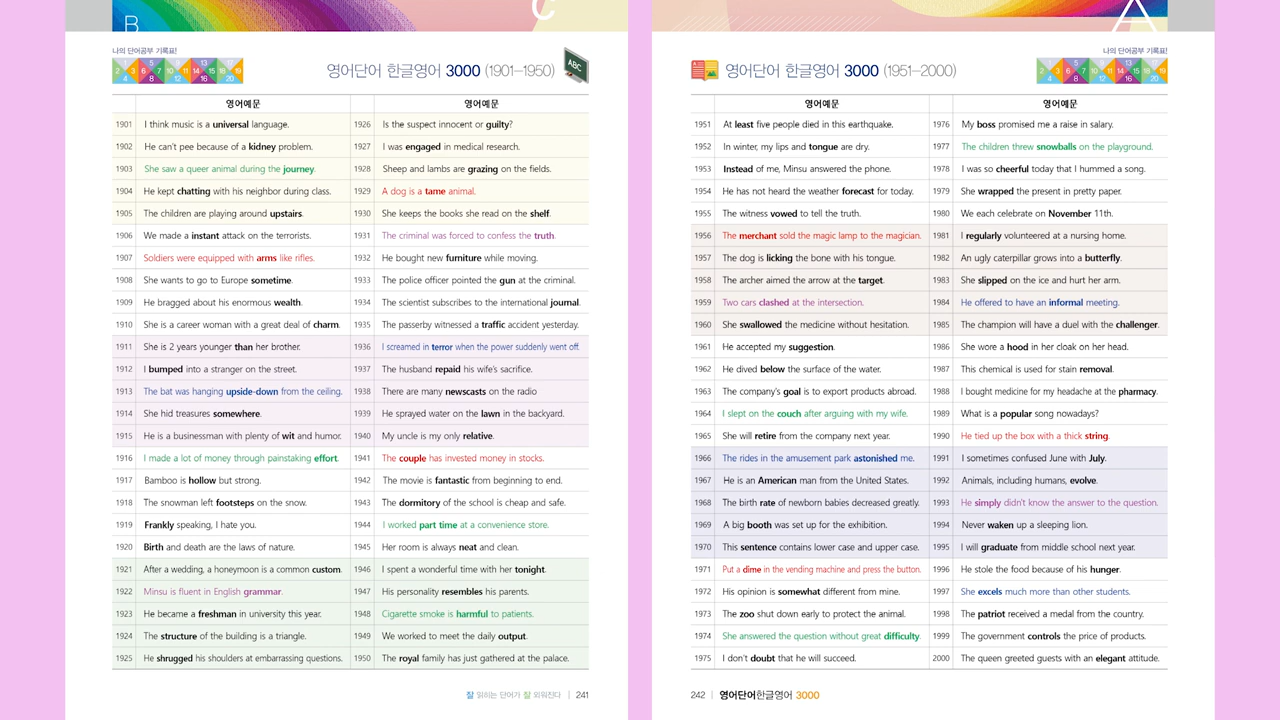 B
C
나의 단어공부 기록표!
영어단어 한글영어 3000 (1901–1950)
ABC
영어예문
영어예문
1901 I think music is a universal language.
1902 He can't pee because of a kidney problem.
1903 She saw a queer animal during the journey.
1904 He kept chatting with his neighbor during class.
1905 The children are playing around upstairs.
1906 We made a instant attack on the terrorists.
1907 Soldiers were equipped with arms like rifles.
1908 She wants to go to Europe sometime.
1909 He bragged about his enormous wealth.
1910 She is a career woman with a great deal of charm.
1911 She is 2 years younger than her brother.
1912 I bumped into a stranger on the street.
1913 The bat was hanging upside-down from the ceiling.
1914 She hid treasures somewhere.
1915 He is a businessman with plenty of wit and humor.
1916 I made a lot of money through painstaking effort.
1917 Bamboo is hollow but strong.
1918 The snowman left footsteps on the snow.
1919 Frankly speaking, I hate you.
1920 Birth and death are the laws of nature.
1921 After a wedding, a honeymoon is a common custom.
1922 Minsu is fluent in English grammar.
1923 He became a freshman in university this year.
1924 The structure of the building is a triangle.
1925 He shrugged his shoulders at embarrassing questions.
1926 Is the suspect innocent or guilty?
1927 I was engaged in medical research.
1928 Sheep and lambs are grazing on the fields.
1929 A dog is a tame animal.
1930 She keeps the books she read on the shelf.
1931 The criminal was forced to confess the truth.
1932 He bought new furniture while moving.
1933 The police officer pointed the gun at the criminal.
1934 The scientist subscribes to the international journal.
1935 The passerby witnessed a traffic accident yesterday.
1936 I screamed in terror when the power suddenly went off.
1937 The husband repaid his wife's sacrifice.
1938 There are many newscasts on the radio
1939 He sprayed water on the lawn in the backyard.
1940 My uncle is my only relative.
1941 The couple has invested money in stocks.
1942 The movie is fantastic from beginning to end.
1943 The dormitory of the school is cheap and safe.
1944 I worked part time at a convenience store.
1945 Her room is always neat and clean.
1946 I spent a wonderful time with her tonight.
1947 His personality resembles his parents.
1948 Cigarette smoke is harmful to patients.
1949 We worked to meet the daily output.
1950 The royal family has just gathered at the palace.
잘 읽히는 단어가 잘 외워진다 | 241
A
나의 단어공부 기록표!
영어단어 한글영어 3000 (1951–2000)
영어예문
영어예문
1951 At least five people died in this earthquake.
1952 In winter, my lips and tongue are dry.
1953 Instead of me, Minsu answered the phone.
1954 He has not heard the weather forecast for today.
1955 The witness vowed to tell the truth.
1956 The merchant sold the magic lamp to the magician.
1957 The dog is licking the bone with his tongue.
1958 The archer aimed the arrow at the target.
1959 Two cars clashed at the intersection.
1960 She swallowed the medicine without hesitation.
1961 He accepted my suggestion.
1962 He dived below the surface of the water.
1963 The company's goal is to export products abroad.
1964 I slept on the couch after arguing with my wife.
1965 She will retire from the company next year.
1966 The rides in the amusement park astonished me.
1967 He is an American man from the United States.
1968 The birth rate of newborn babies decreased greatly.
1969 A big booth was set up for the exhibition.
1970 This sentence contains lower case and upper case.
1971 Put a dime in the vending machine and press the button.
1972 His opinion is somewhat different from mine.
1973 The zoo shut down early to protect the animal.
1974 She answered the question without great difficulty.
1975 I don't doubt that he will succeed.
1976 My boss promised me a raise in salary.
1977 The children threw snowballs on the playground.
1978 I was so cheerful today that I hummed a song.
1979 She wrapped the present in pretty paper.
1980 We each celebrate on November 11th.
1981 I regularly volunteered at a nursing home.
1982 An ugly caterpillar grows into a butterfly.
1983 She slipped on the ice and hurt her arm.
1984 He offered to have an informal meeting.
1985 The champion will have a duel with the challenger.
1986 She wore a hood in her cloak on her head.
1987 This chemical is used for stain removal.
1988 I bought medicine for my headache at the pharmacy.
1989 What is a popular song nowadays?
1990 He tied up the box with a thick string.
1991 I sometimes confused June with July.
1992 Animals, including humans, evolve.
1993 He simply didn't know the answer to the question.
1994 Never waken up a sleeping lion.
1995 I will graduate from middle school next year.
1996 He stole the food because of his hunger.
1997 She excels much more than other students.
1998 The patriot received a medal from the country.
1999 The government controls the price of products.
2000 The queen greeted guests with an elegant attitude.
242 | 영어단어한글영어 3000